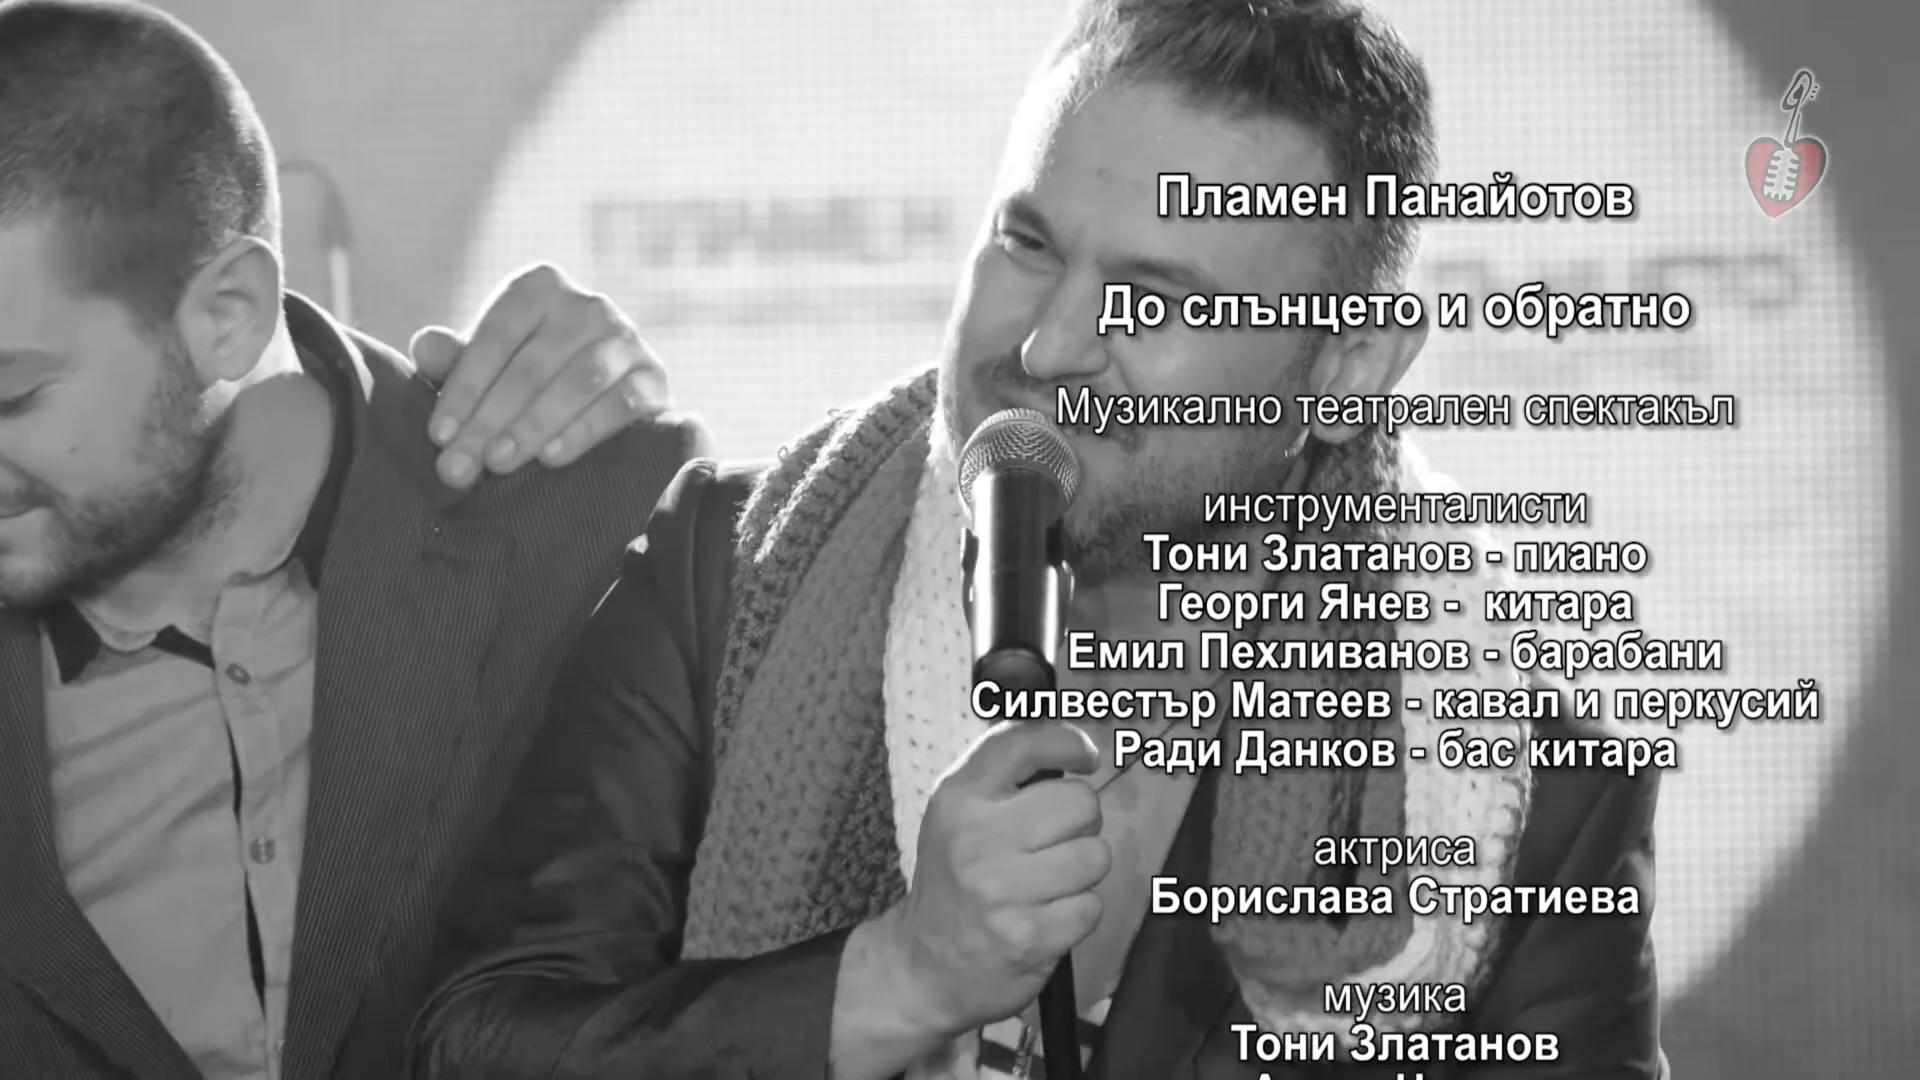 Пламен Панайотов
До слънцето и обратно
Музикално театрален спектакъл
инструменталисти
Тони Златанов - пиано
Георги Янев - китара
Емил Пехливанов - барабани
Силвестър Матеев - кавал и перкусий
Ради Данков - бас китара
актриса
Борислава Стратиева
музика
Тони Златанов